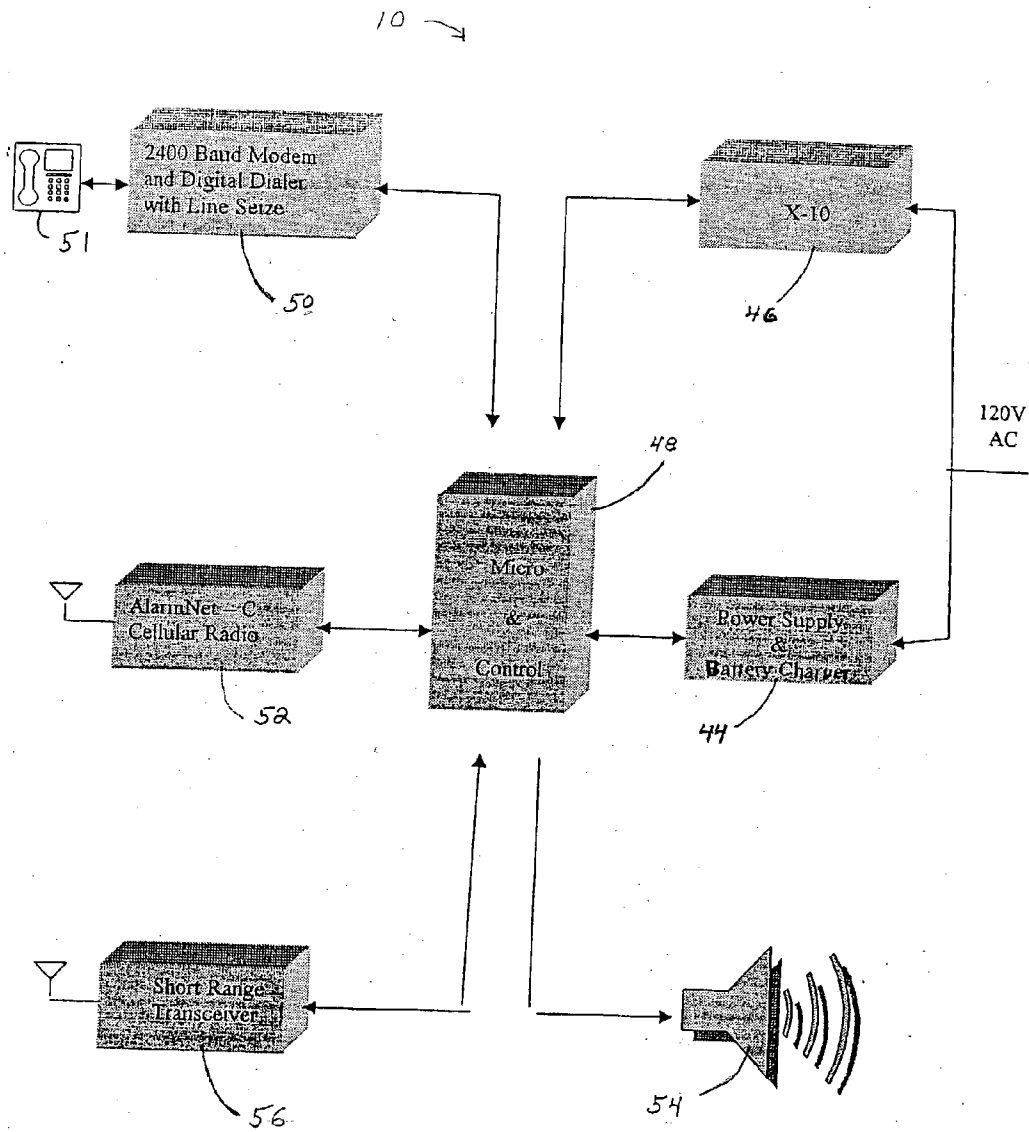 10
2400 Baud Modem
and Digital Dialer
with Line Seize
51
50
X-10
46
120V
AC
48
Micro
&
Control
AlarmNet - C
Cellular Radio
52
Power Supply
&
Battery Charger
44
Short Range
Transceiver
56
54